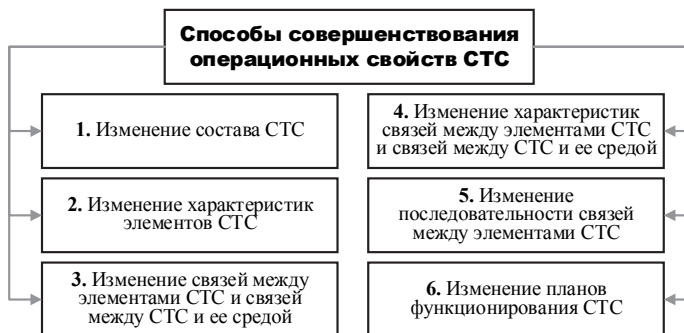 Способы совершенствования
операционных свойств СТС
1. Изменение состава СТС
2. Изменение характеристик
элементов СТС
3. Изменение связей между
элементами СТС и связей
между СТС и ее средой
4. Изменение характеристик
связей между элементами СТС
и связей между СТС и ее средой
5. Изменение
последовательности связей
между элементами СТС
6. Изменение планов
функционирования СТС